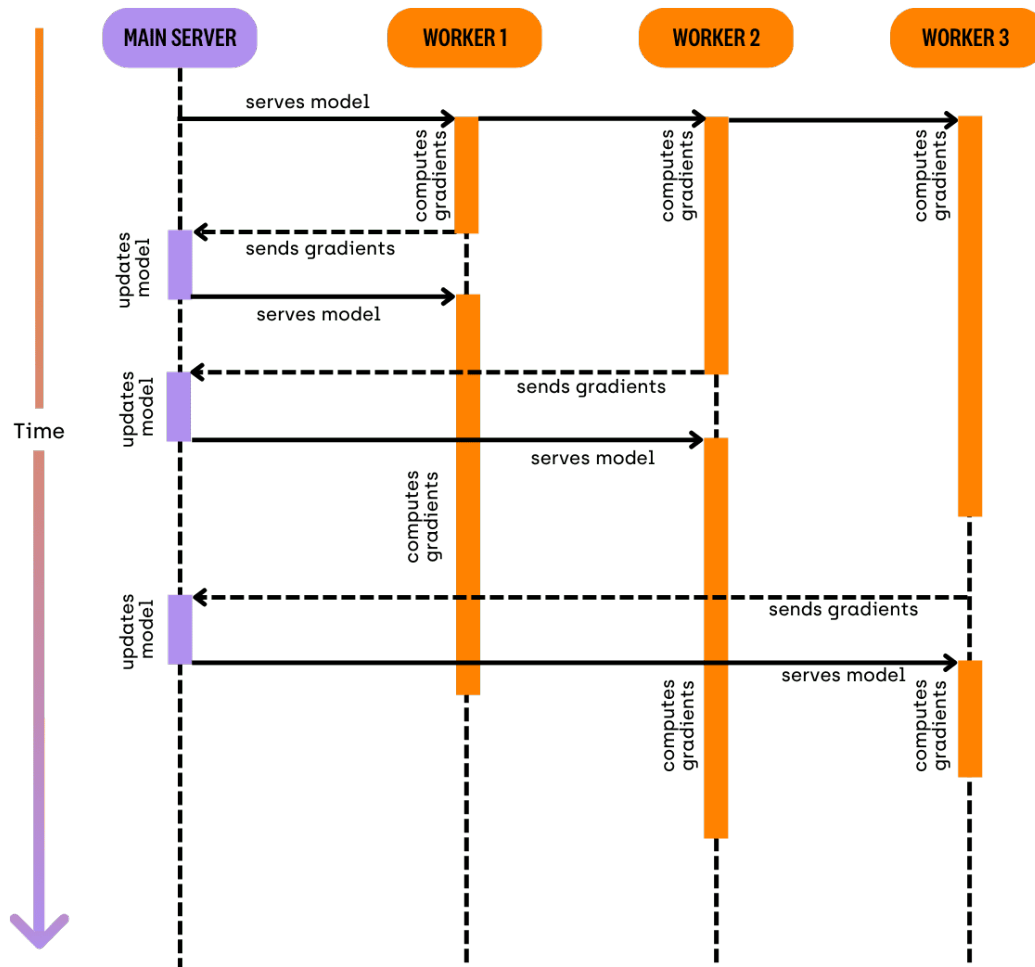 MAIN SERVER
WORKER 1
WORKER 2
WORKER 3
serves model
computes
gradients
computes
gradients
computes
gradients
sends gradients
updates
model
serves model
sends gradients
updates
model
Time
serves model
computes
gradients
sends gradients
updates
model
serves model
computes
gradients
computes
gradients